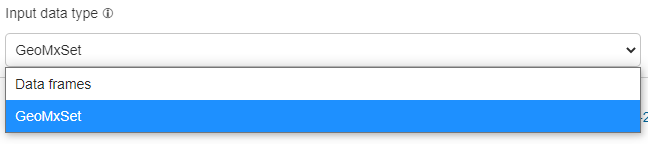 Input data type ⓘ
GeoMxSet
Data frames
GeoMxSet